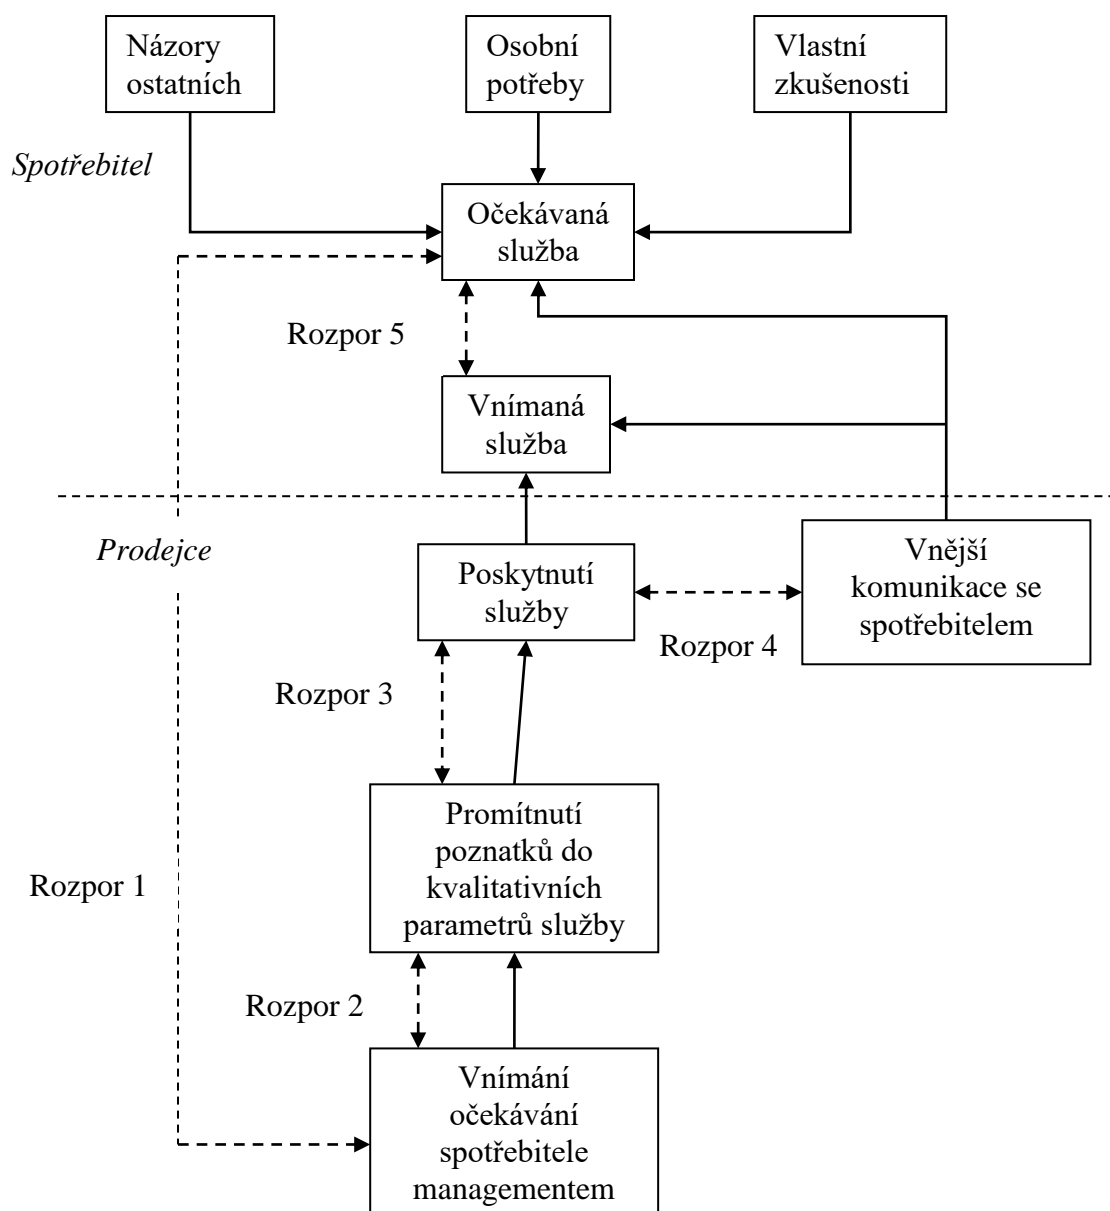 Názory
ostatních
Osobní
potřeby
Vlastní
zkušenosti
Spotřebitel
Očekávaná
služba
Rozpor 5
Vnímaná
služba
Prodejce
Poskytnutí
služby
Vnější
komunikace se
spotřebitelem
Rozpor 4
Rozpor 3
Promítnutí
poznatků do
kvalitativních
parametrů služby
Rozpor 1
Rozpor 2
Vnímání
očekávání
spotřebitele
managementem